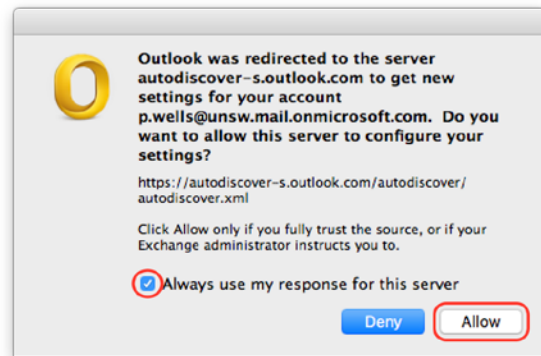 Outlook was redirected to the server
autodiscover-s.outlook.com to get new
settings for your account
p.wells@unsw.mail.onmicrosoft.com. Do you
want to allow this server to configure your
settings?
https://autodiscover-s.outlook.com/autodiscover/
autodiscover.xml
Click Allow only if you fully trust the source, or if your
Exchange administrator instructs you to.
Always use my response for this server
Deny
Allow